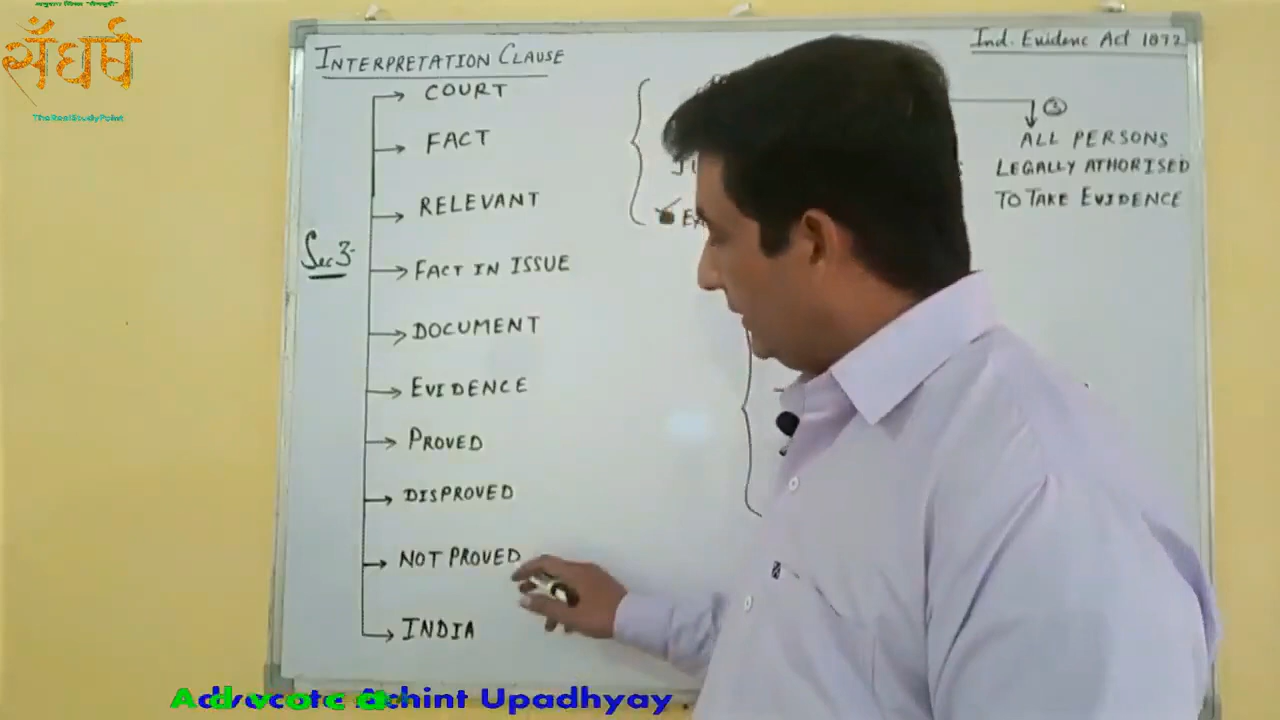 संघर्ष
TheRealStudyPoint
Ind. Evidenc Act 1872
INTERPRETATION CLAUSE
Sec 3-
COURT
FACT
RELEVANT
FACT IN ISSUE
DOCUMENT
EVIDENCE
PROVED
DISPROVED
NOT PROVED
INDIA
ALL PERSONS
LEGALLY ATHORISED
TO TAKE EVIDENCE
Upadhyay